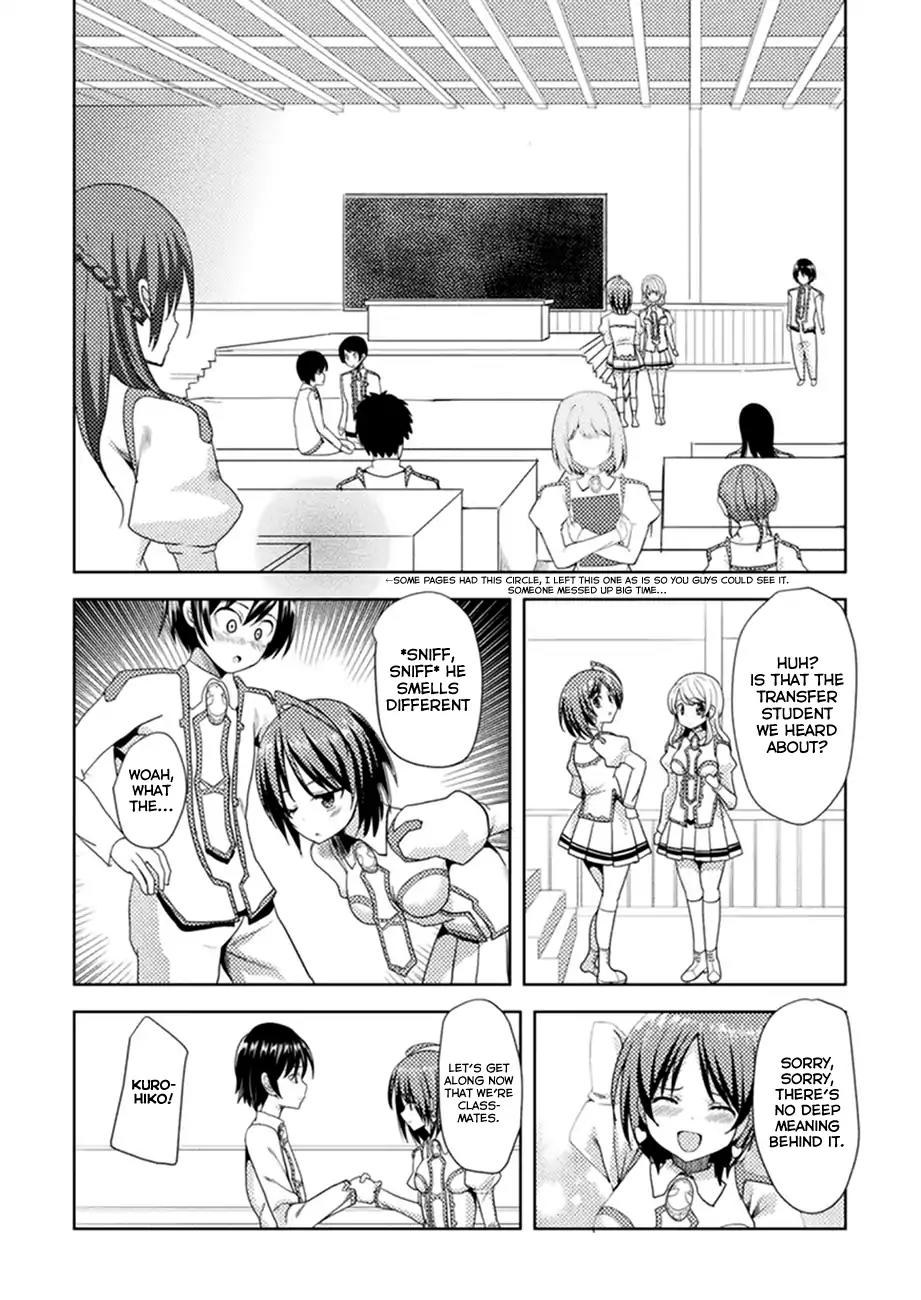 ←SOME PAGES HAD THIS CIRCLE, I LEFT THIS ONE AS IS SO YOU GUYS COULD SEE IT.
SOMEONE MESSED UP BIG TIME...
HUH?
IS THAT THE
TRANSFER
STUDENT
WE HEARD
ABOUT?
*SNIFF,
SNIFF* HE
SMELLS
DIFFERENT
WOAH,
WHAT
THE...
SORRY,
SORRY,
THERE'S
NO DEEP
MEANING
BEHIND IT.
LET'S GET
ALONG NOW
THAT WE'RE
CLASS-
MATES.
KURO-
HIKO!